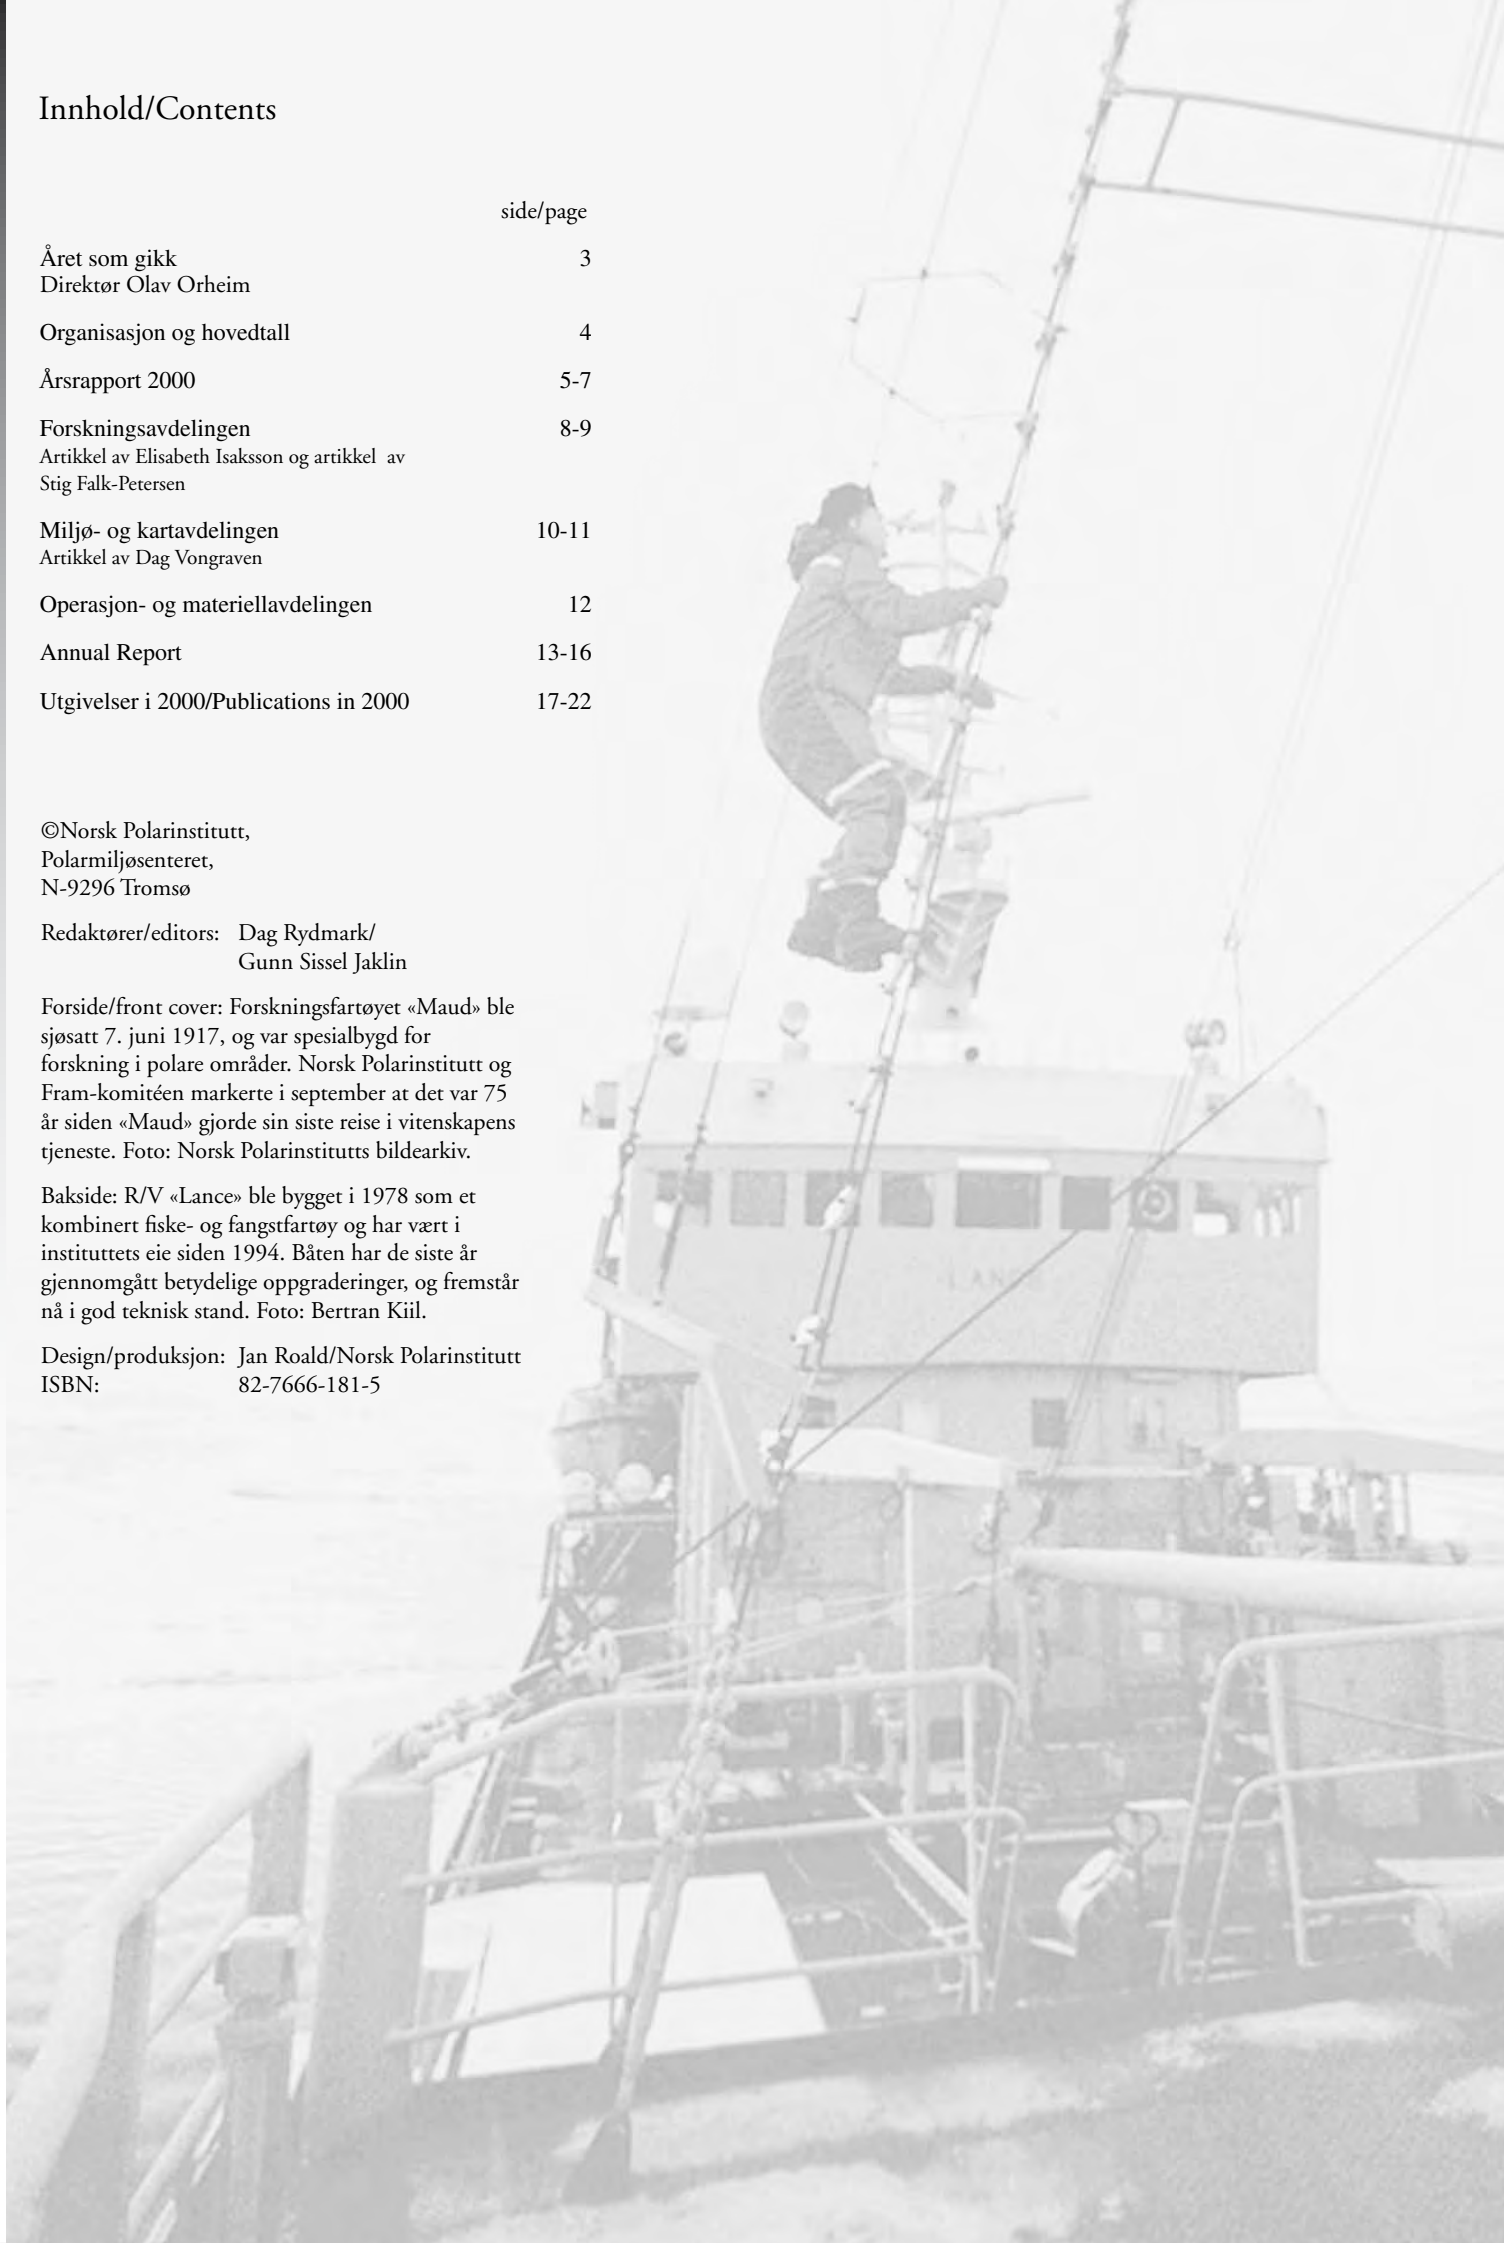 Innhold/Contents
side/page
Året som gikk 3
Direktør Olav Orheim
Organisasjon og hovedtall 4
Årsrapport 2000 5-7
Forskningsavdelingen 8-9
Artikkel av Elisabeth Isaksson og artikkel av
Stig Falk-Petersen
Miljø- og kartavdelingen 10-11
Artikkel av Dag Vongraven
Operasjon- og materiellavdelingen 12
Annual Report 13-16
Utgivelser i 2000/Publications in 2000 17-22
©Norsk Polarinstitutt,
Polarmiljøsenteret,
N-9296 Tromsø
Redaktører/editors: Dag Rydmark/
Gunn Sissel Jaklin
Forside/front cover: Forskningsfartøyet «Maud» ble
sjøsatt 7. juni 1917, og var spesialbygd for
forskning i polare områder. Norsk Polarinstitutt og
Fram-komitéen markerte i september at det var 75
år siden «Maud» gjorde sin siste reise i vitenskapens
tjeneste. Foto: Norsk Polarinstitutts bildearkiv.
Bakside: R/V «Lance» ble bygget i 1978 som et
kombinert fiske- og fangstfartøy og har vært i
instituttets eie siden 1994. Båten har de siste år
gjennomgått betydelige oppgraderinger, og fremstår
nå i god teknisk stand. Foto: Bertran Kiil.
Design/produksjon: Jan Roald/Norsk Polarinstitutt
ISBN: 82-7666-181-5